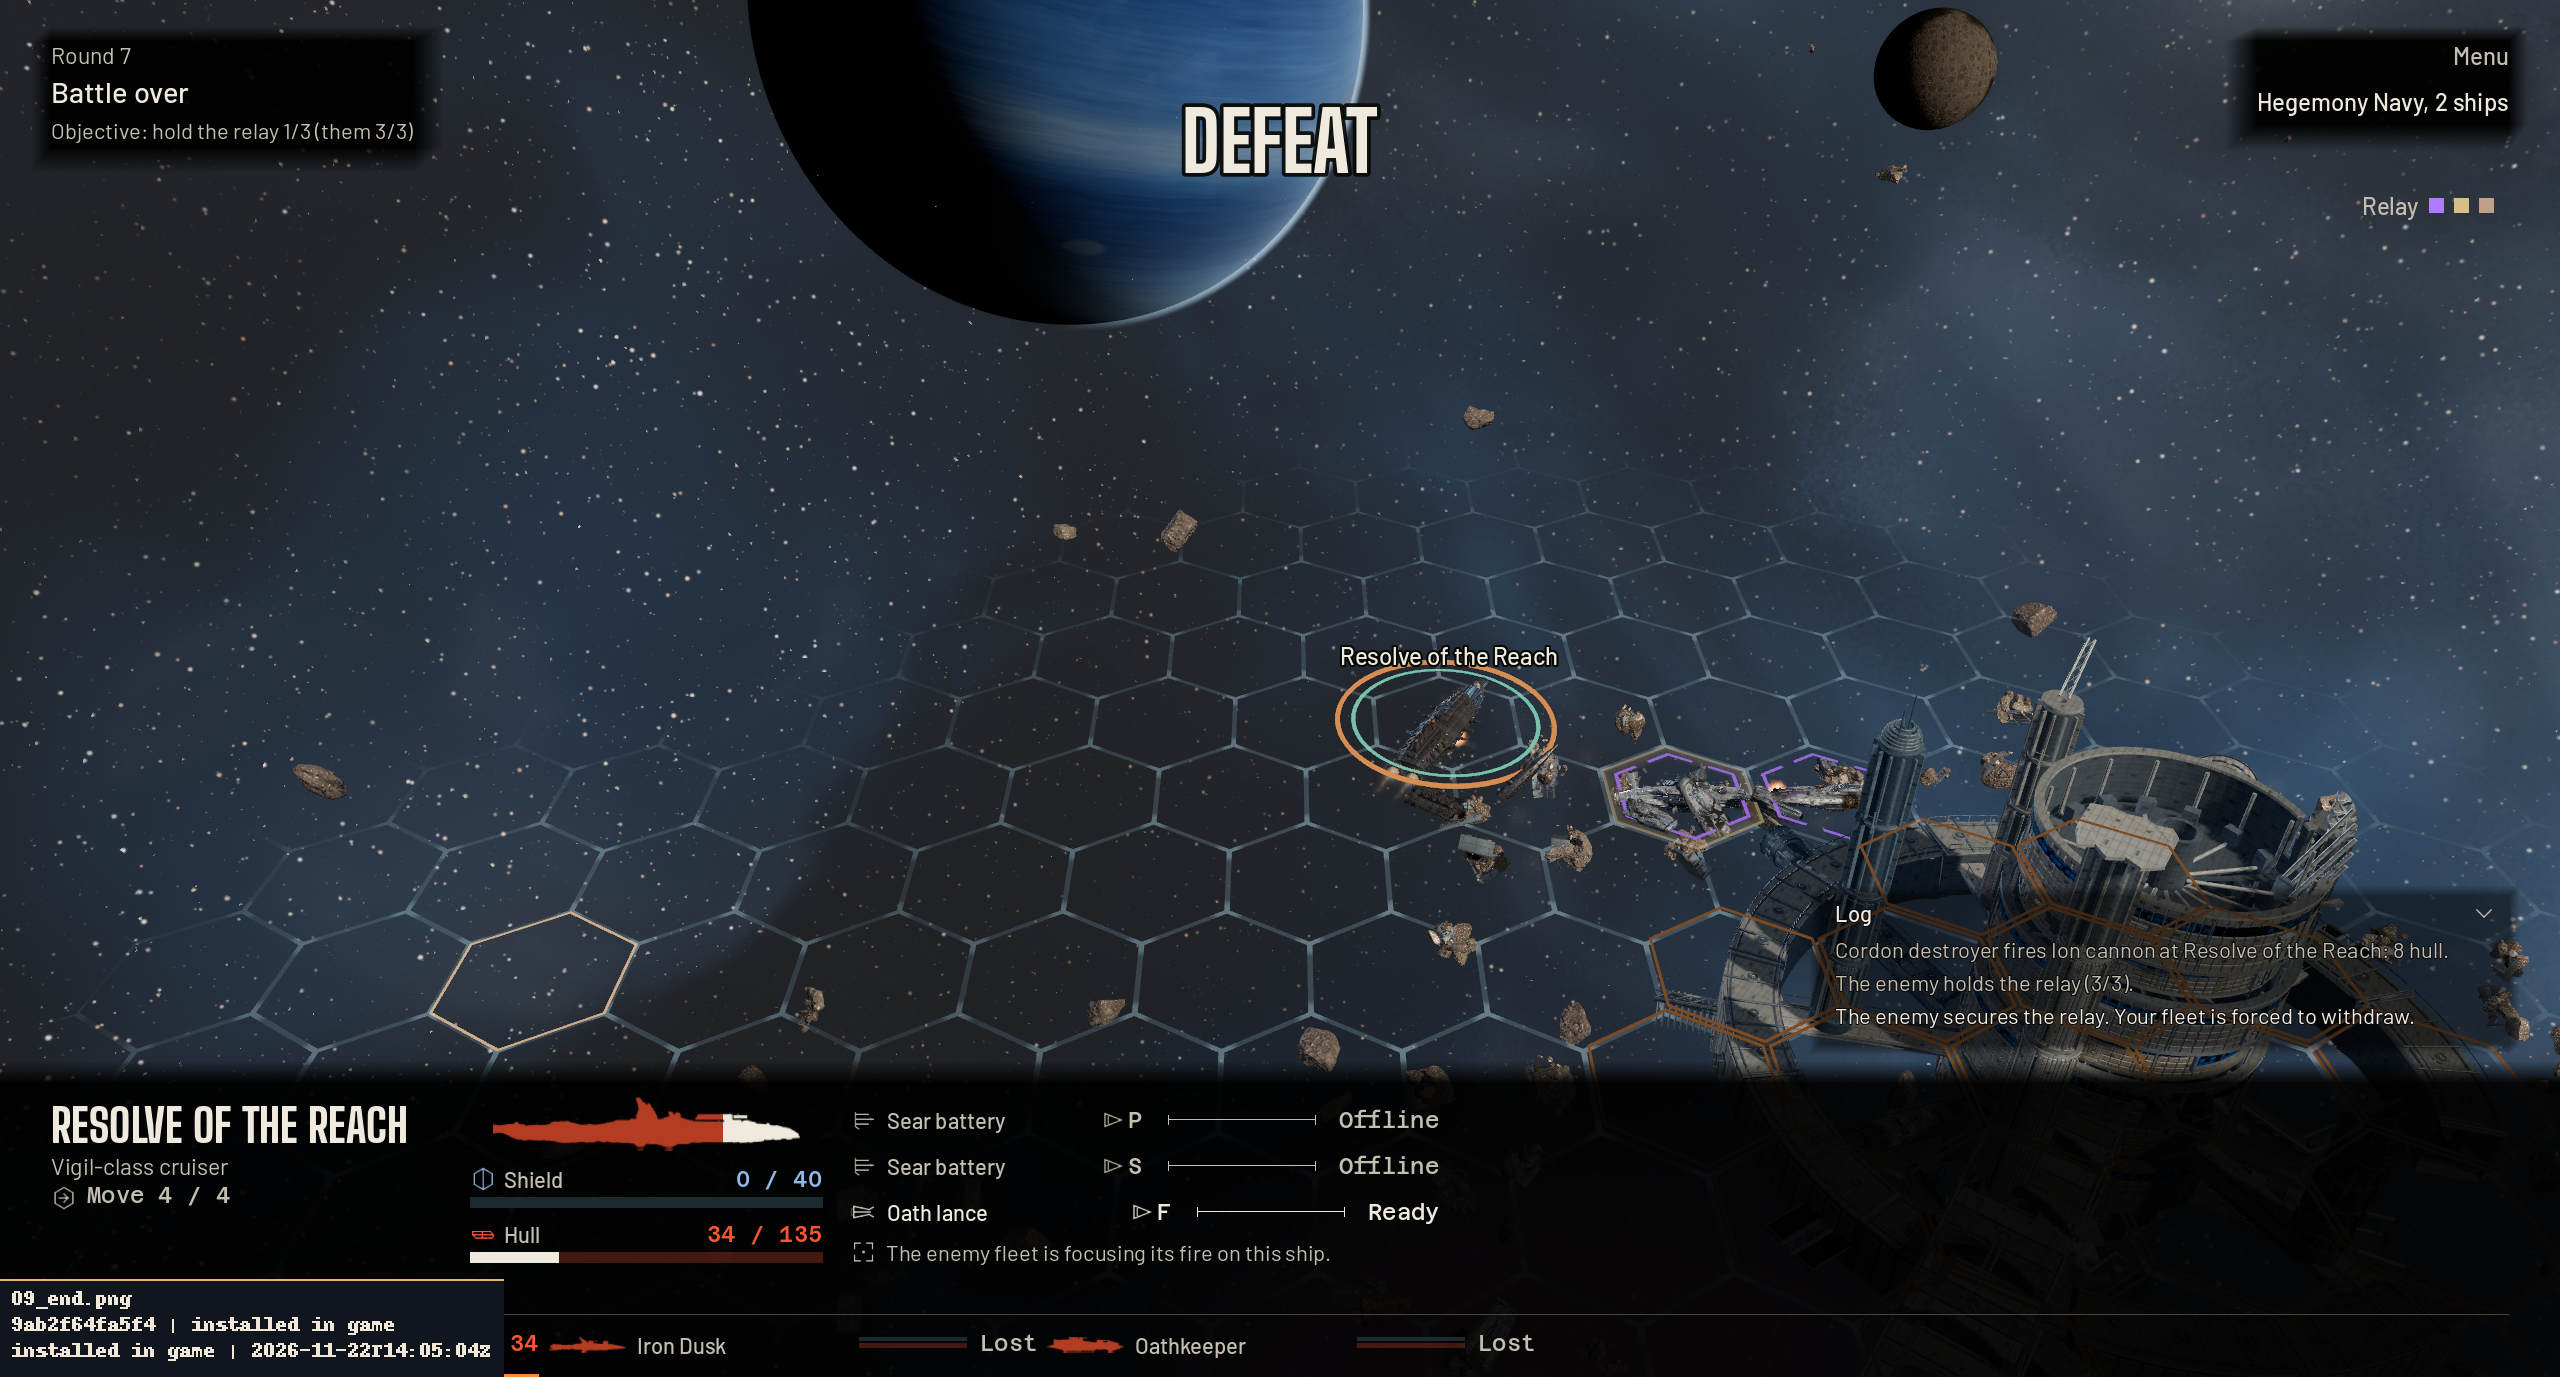 Round 7
Battle over
Objective: hold the relay 1/3 (them 3/3)
DEFEAT
Menu
Hegemony Navy, 2 ships
Relay
Resolve of the Reach
Log
Cordon destroyer fires Ion cannon at Resolve of the Reach: 8 hull.
The enemy holds the relay (3/3).
The enemy secures the relay. Your fleet is forced to withdraw.
RESOLVE OF THE REACH
Vigil-class cruiser
Move 4 / 4
Shield 0 / 40
Hull 34 / 135
Sear battery P Offline
Sear battery S Offline
Oath lance F Ready
The enemy fleet is focusing its fire on this ship.
09_end.png
9ab2f64fa5f4 | installed in game
installed in game | 2026-11-22T14:05:04Z
34 Iron Dusk Lost Oathkeeper Lost